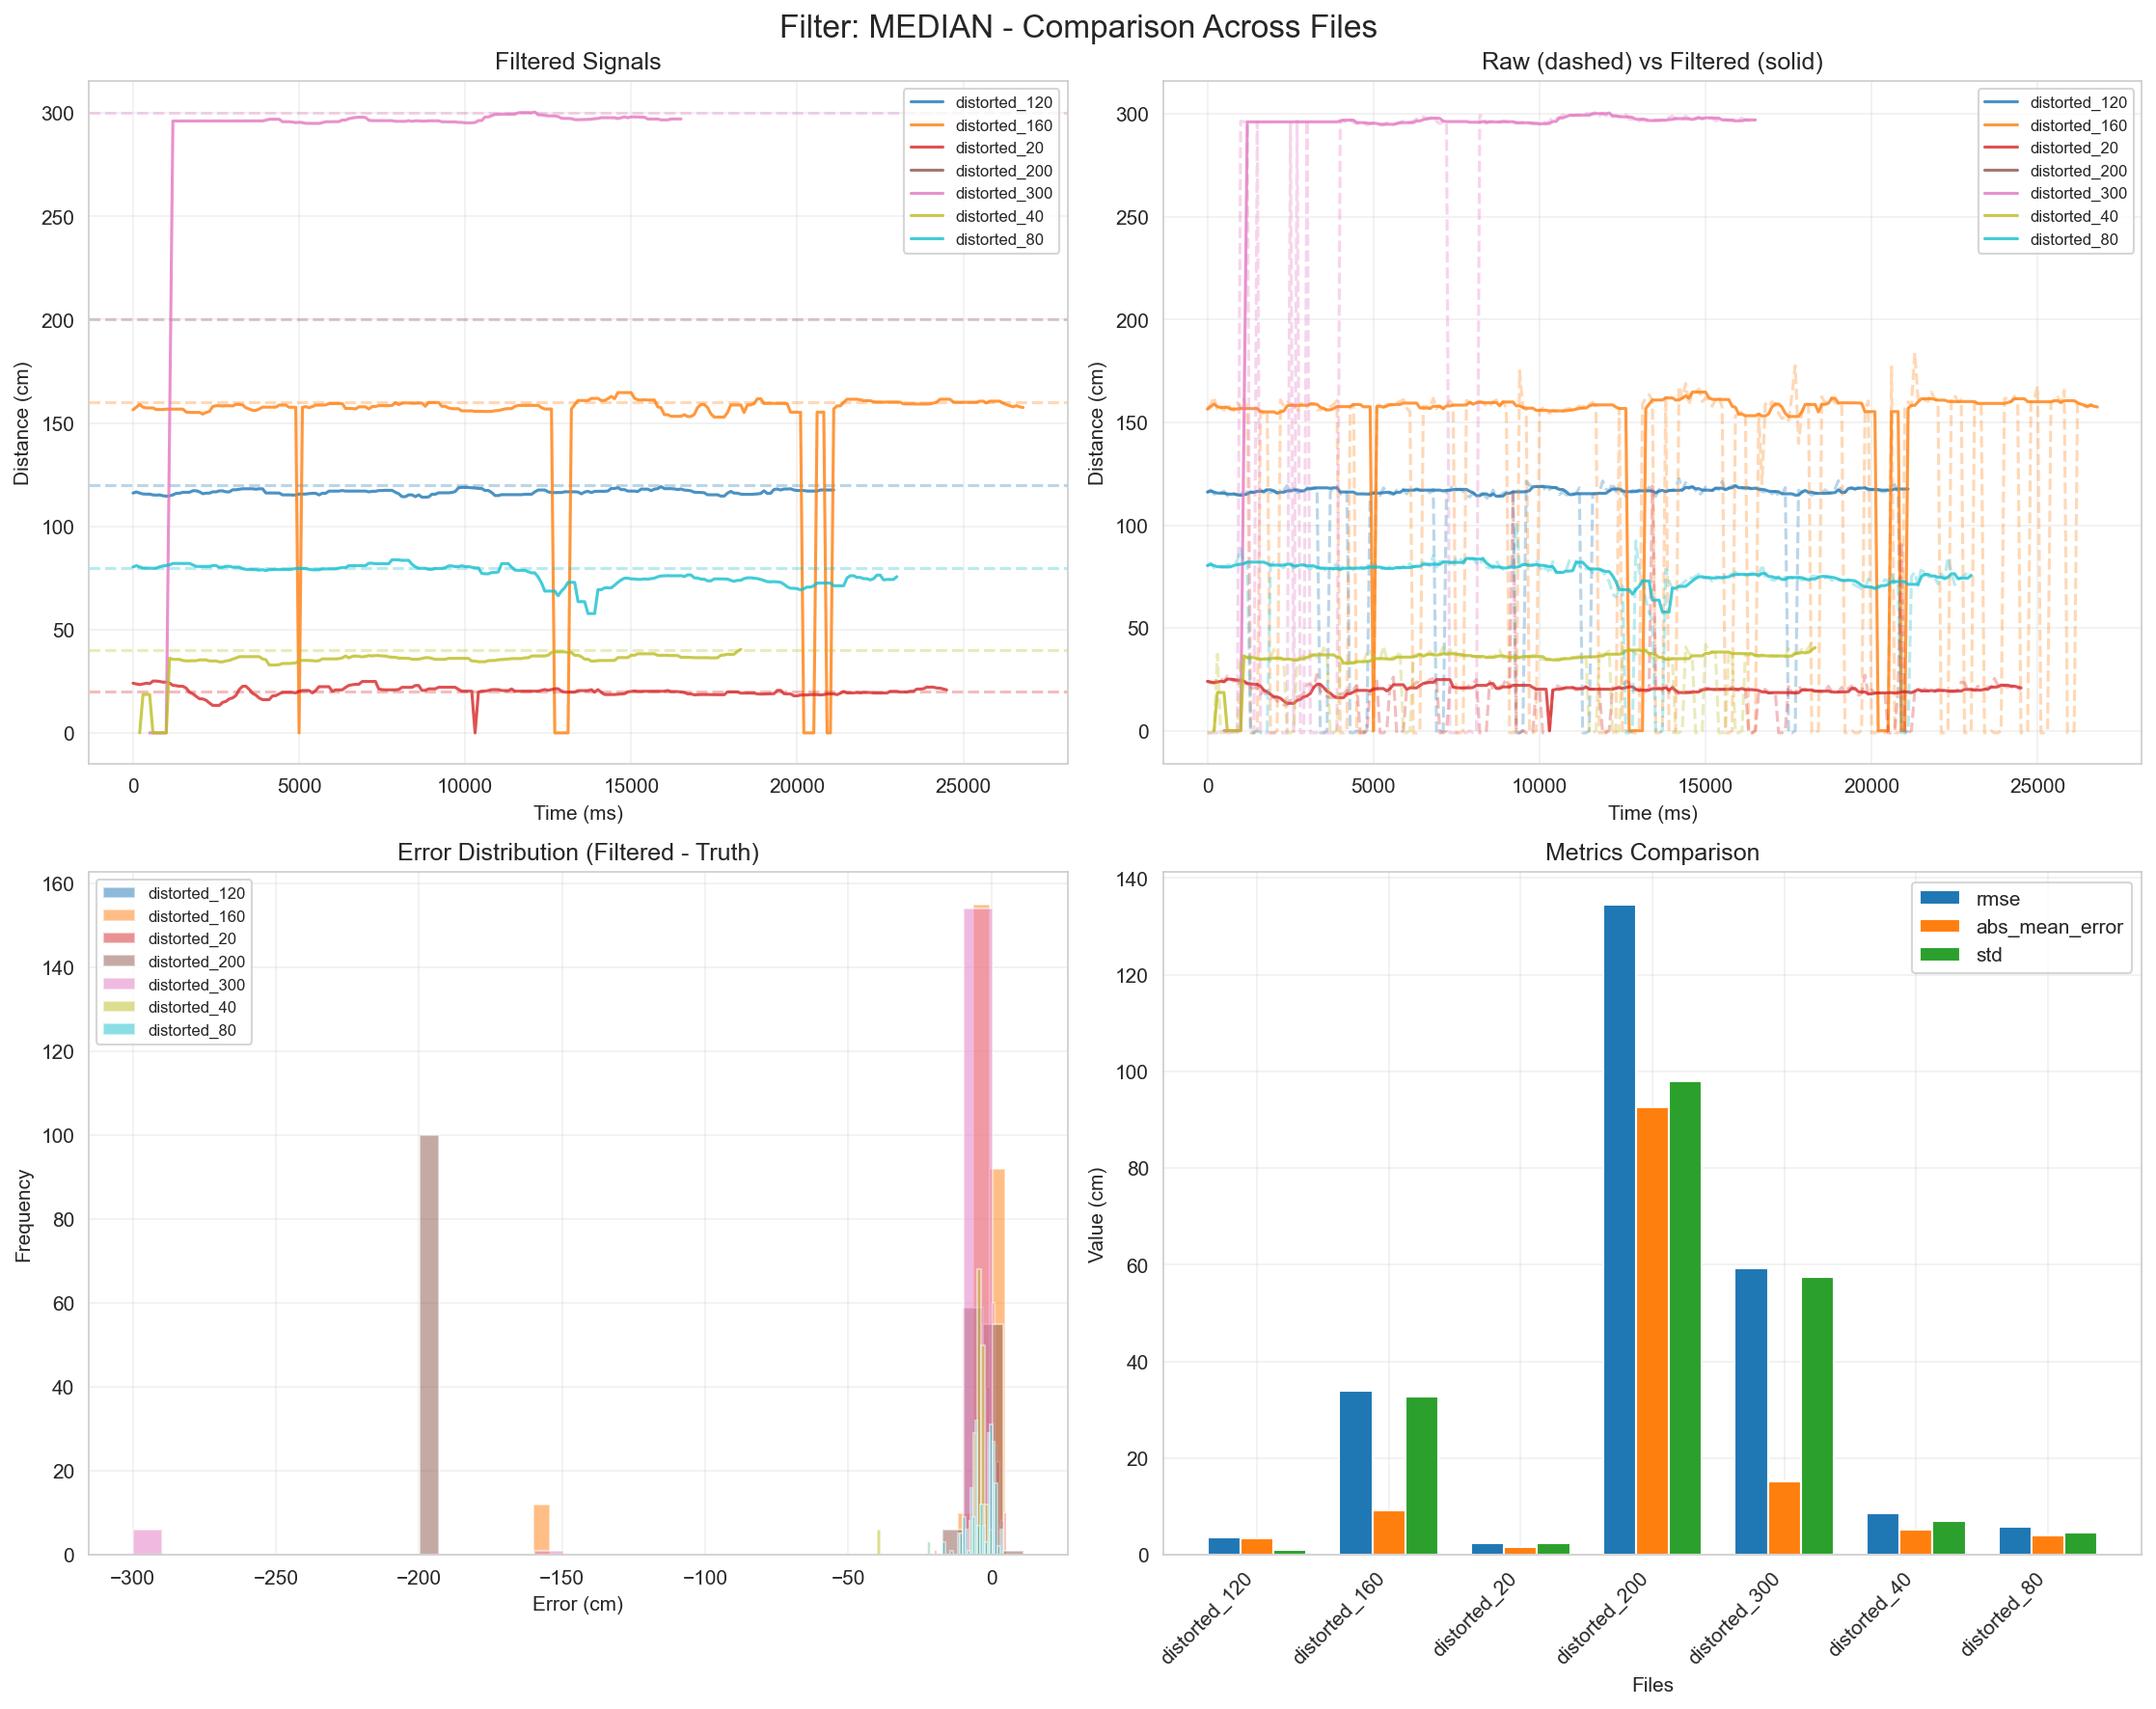 Filter: MEDIAN - Comparison Across Files
Filtered Signals
Distance (cm)
300
250
200
150
100
50
0
0 5000 10000 15000 20000 25000
Time (ms)
distorted_120
distorted_160
distorted_20
distorted_200
distorted_300
distorted_40
distorted_80
Raw (dashed) vs Filtered (solid)
Distance (cm)
300
250
200
150
100
50
0
0 5000 10000 15000 20000 25000
Time (ms)
distorted_120
distorted_160
distorted_20
distorted_200
distorted_300
distorted_40
distorted_80
Error Distribution (Filtered - Truth)
Frequency
160
140
120
100
80
60
40
20
0
−300 −250 −200 −150 −100 −50 0
Error (cm)
distorted_120
distorted_160
distorted_20
distorted_200
distorted_300
distorted_40
distorted_80
Metrics Comparison
Value (cm)
140
120
100
80
60
40
20
0
rmse
abs_mean_error
std
distorted_120
distorted_160
distorted_20
distorted_200
distorted_300
distorted_40
distorted_80
Files